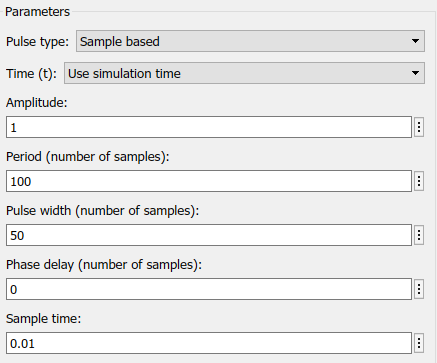 Parameters
Pulse type: Sample based
Time (t): Use simulation time
Amplitude:
1
Period (number of samples):
100
Pulse width (number of samples):
50
Phase delay (number of samples):
0
Sample time:
0.01